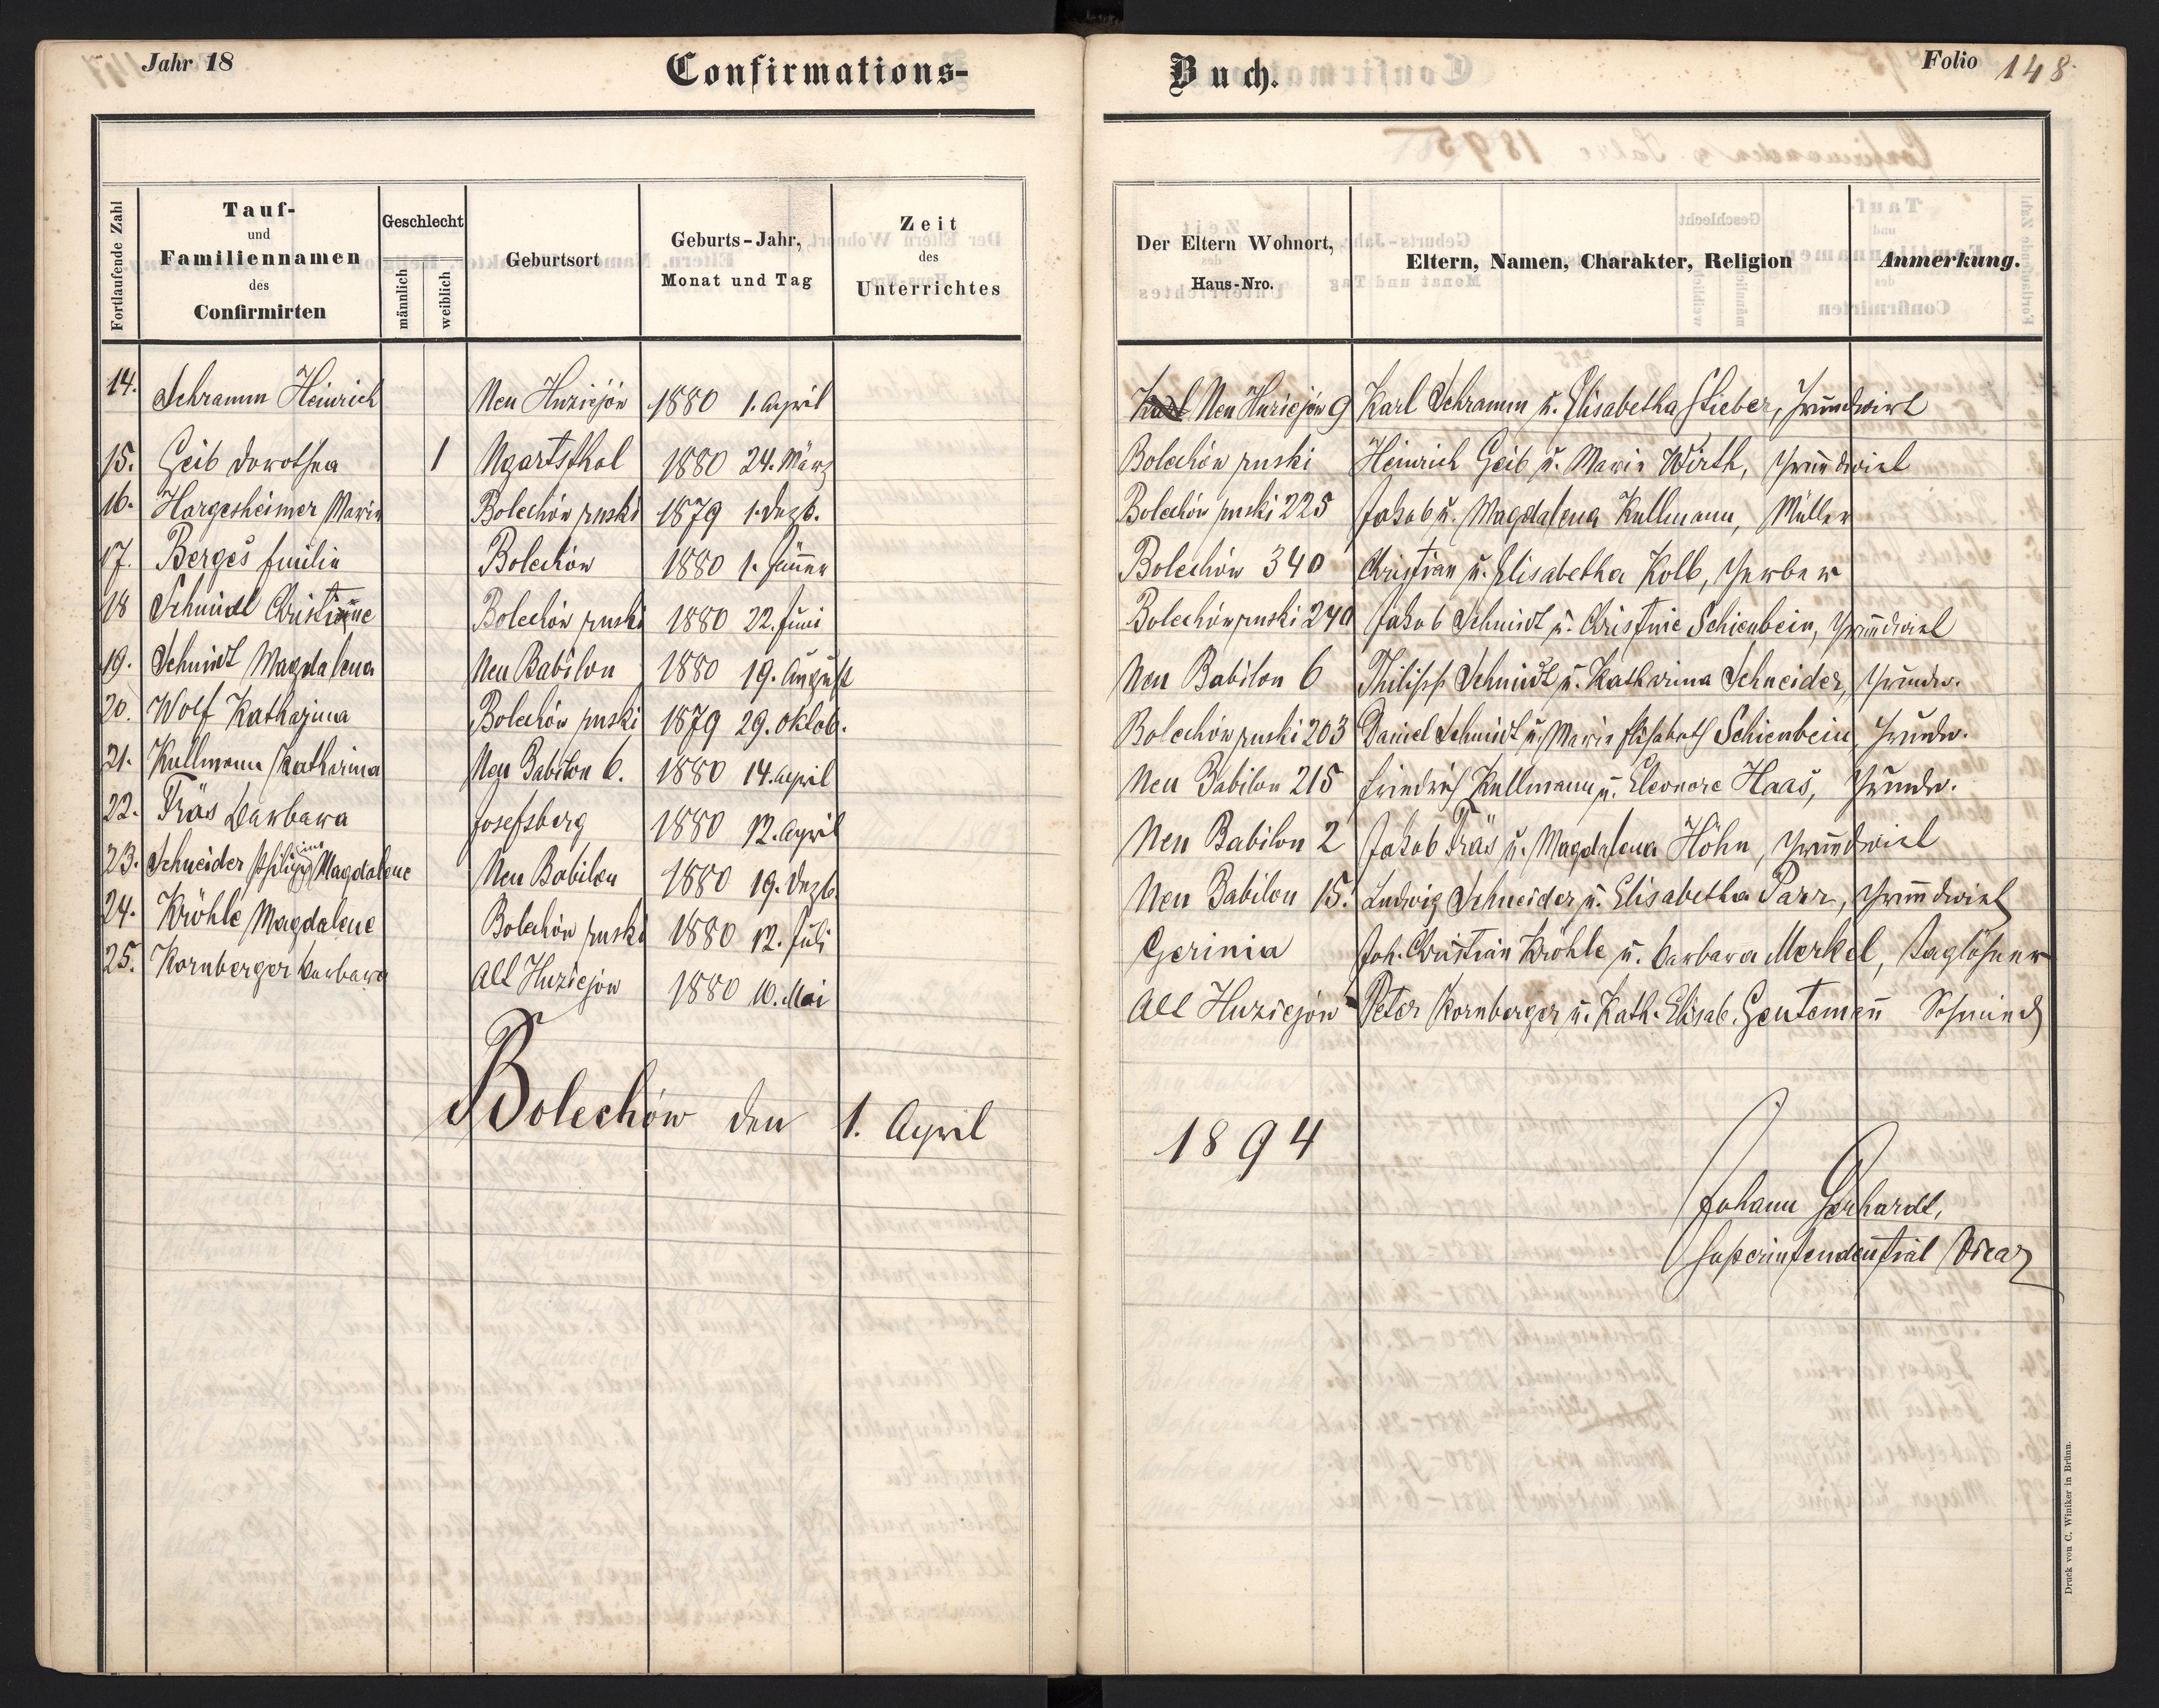 Jahr 18
Confirmations-
Buch.
Folio 148
Fortlaufende Zahl
Tauf-
und
Familiennamen
des
Confirmirten
Geschlecht
männlich
weiblich
Geburtsort
Geburts-Jahr,
Monat und Tag
Zeit
des
Unterrichtes
Der Eltern Wohnort,
Haus-Nro.
Eltern, Namen, Charakter, Religion
Anmerkung.
14. Schramm Heinrich Neu Huziejów 1880 1. April Karl Neu Huziejów 9 Karl Schramm u. Elisabetha Stieber, Grundwirt
15. Geib Dorothea 1 Ugartsthal 1880 24. März Bolechów ruski Heinrich Geib u. Marie Wirth, Grundwirt
16. Hargesheimer Marie Bolechów ruski 1879 1. Dezb. Bolechów ruski 225 Jakob u. Magdalena Kullmann, Müller
17. Berges Emilie Bolechów 1880 1. Jänner Bolechów 340 Christian u. Elisabetha Kolb, Gerber
18 Schmidt Christine Bolechów ruski 1880 22. Juni Bolechów ruski 240 Jakob Schmidt u. Christine Schienbein, Grundwirt
19. Schmidt Magdalena Neu Babilon 1880 19. August Neu Babilon 6 Philipp Schmidt u. Katharina Schneider, Grundw.
20. Wolf Katharina Bolechów ruski 1879 29. Oktob. Bolechów ruski 203 Daniel Schmidt u. Marie Elisabeth Schienbein, Grundw.
21. Kullmann Katharina Neu Babilon 6. 1880 14. April Neu Babilon 215 Friedrich Kullmann u. Eleonore Haas, Grundw.
22. Träs Barbara Josefsberg 1880 12. April Neu Babilon 2 Jakob Träs u. Magdalena Höhn, Grundwirt
23. Schneider Philippine Magdalene Neu Babilon 1880 19. Dezb. Neu Babilon 15. Ludwig Schneider u. Elisabetha Parr, Grundwirt
24. Kröhle Magdalene Bolechów ruski 1880 12. Juli Gerinia Joh. Christian Kröhle u. Barbara Merkel, Taglöhner
25. Kornberger Barbara Alt Huziejów 1880 10. Mai Alt Huziejów Peter Kornberger u. Kath. Elisab. Gentemañ Schmied
Bolechów den 1. April 1894
Johann Gerhardt,
Superintendential Vicar
Druck von C. Winiker in Brünn.